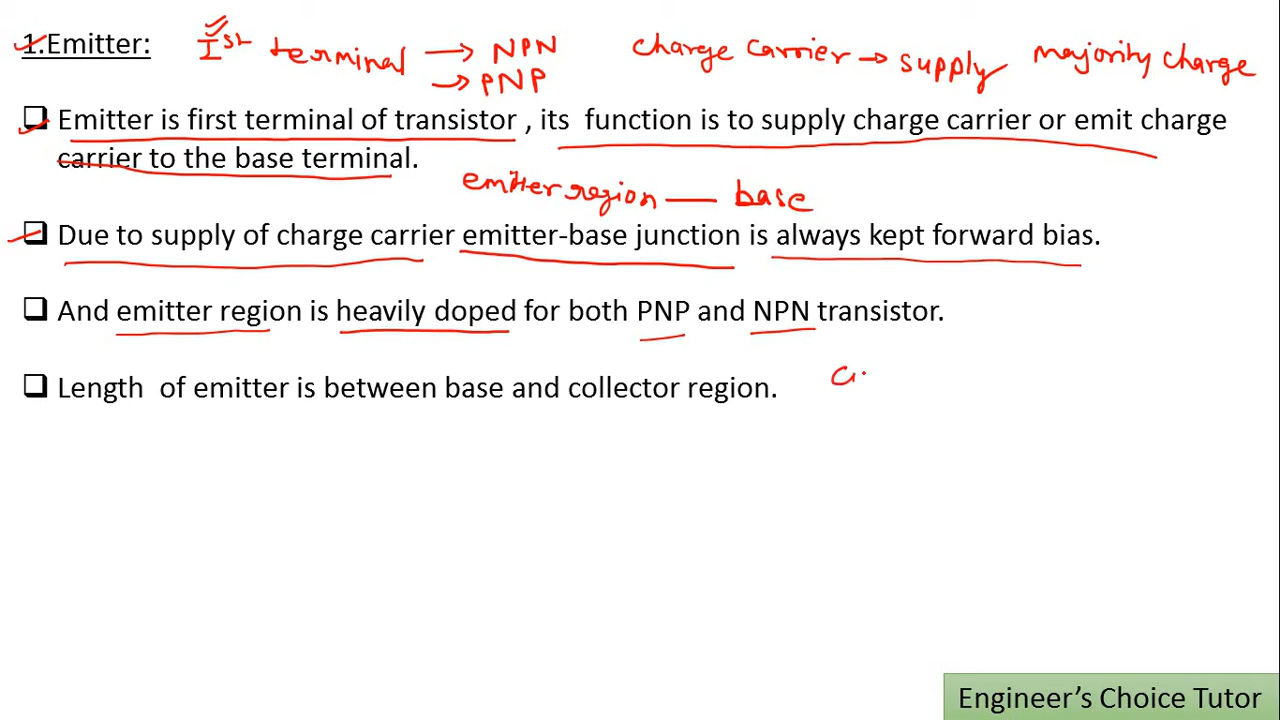 1.Emitter: Ist terminal → NPN charge carrier → supply majority charge
→ PNP
Emitter is first terminal of transistor , its function is to supply charge carrier or emit charge
carrier to the base terminal.
emitter region — base
Due to supply of charge carrier emitter-base junction is always kept forward bias.
And emitter region is heavily doped for both PNP and NPN transistor.
Length of emitter is between base and collector region.
Engineer's Choice Tutor